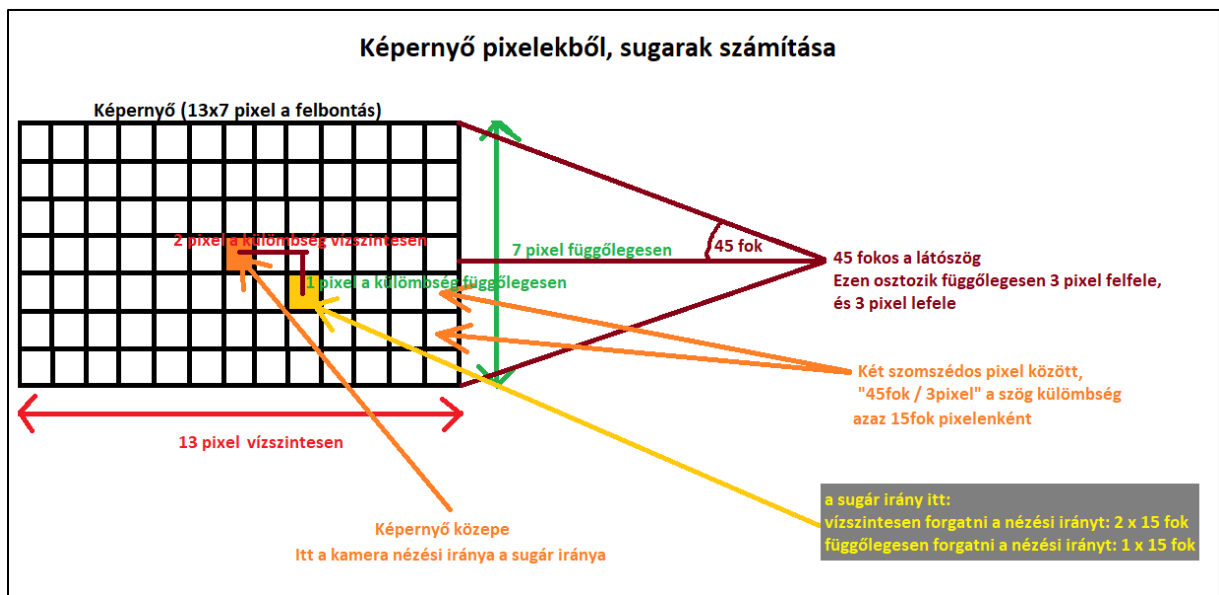 Képernyő pixelekből, sugarak számítása
Képernyő (13x7 pixel a felbontás)
2 pixel a külömbség vízszintesen
1 pixel a külömbség függőlegesen
7 pixel függőlegesen
45 fok
45 fokos a látószög
Ezen osztozik függőlegesen 3 pixel felfele,
és 3 pixel lefele
Két szomszédos pixel között,
"45fok / 3pixel" a szög külömbség
azaz 15fok pixelenként
13 pixel vízszintesen
Képernyő közepe
Itt a kamera nézési iránya a sugár iránya
a sugár irány itt:
vízszintesen forgatni a nézési irányt: 2 x 15 fok
függőlegesen forgatni a nézési irányt: 1 x 15 fok